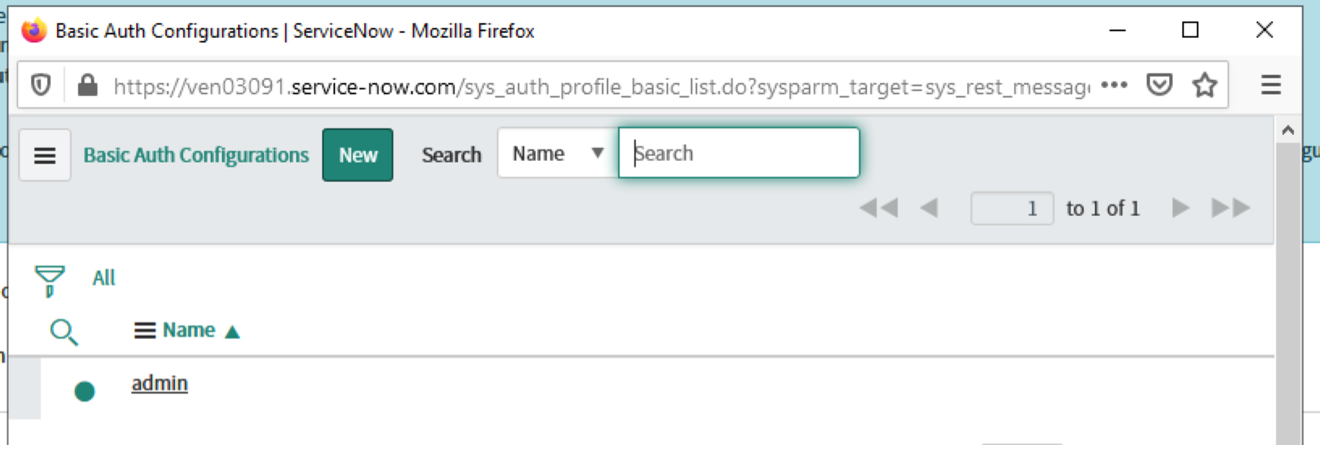 Basic Auth Configurations | ServiceNow - Mozilla Firefox
https://ven03091.service-now.com/sys_auth_profile_basic_list.do?sysparm_target=sys_rest_messag
Basic Auth Configurations New Search Name Search
1 to 1 of 1
All
Name
admin